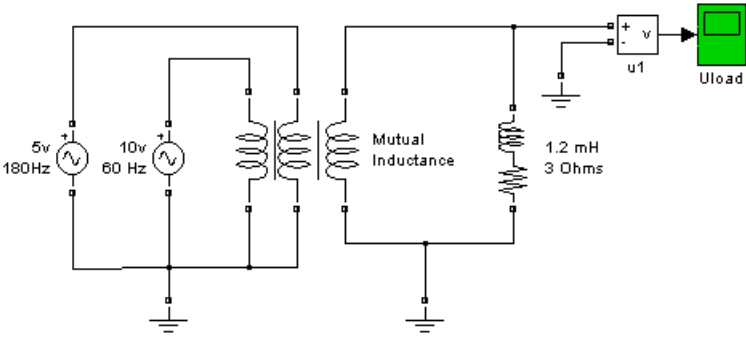 +
-
v
u1
Uload
+
5v
180Hz
+
10v
60 Hz
Mutual
Inductance
1.2 mH
3 Ohms